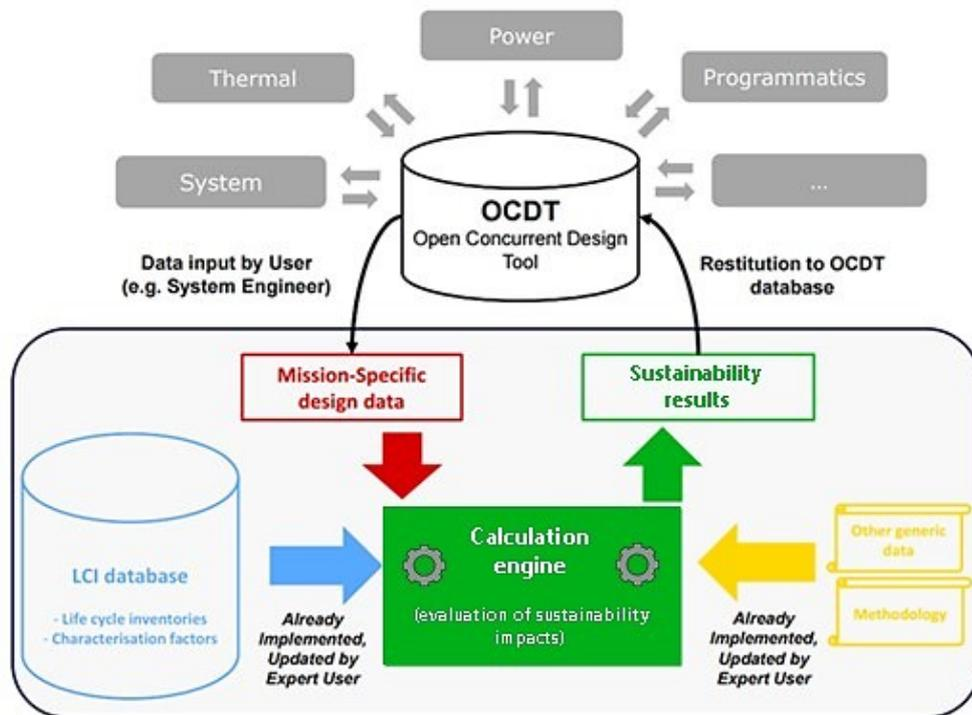 Power
Thermal
Programmatics
System
...
OCDT
Open Concurrent Design
Tool
Data input by User
(e.g. System Engineer)
Restitution to OCDT
database
Mission-Specific
design data
Sustainability
results
LCI database
- Life cycle inventories
- Characterisation factors
Already
Implemented,
Updated by
Expert User
Calculation
engine
(evaluation of sustainability
impacts)
Already
Implemented,
Updated by
Expert User
Other generic
data
Methodology